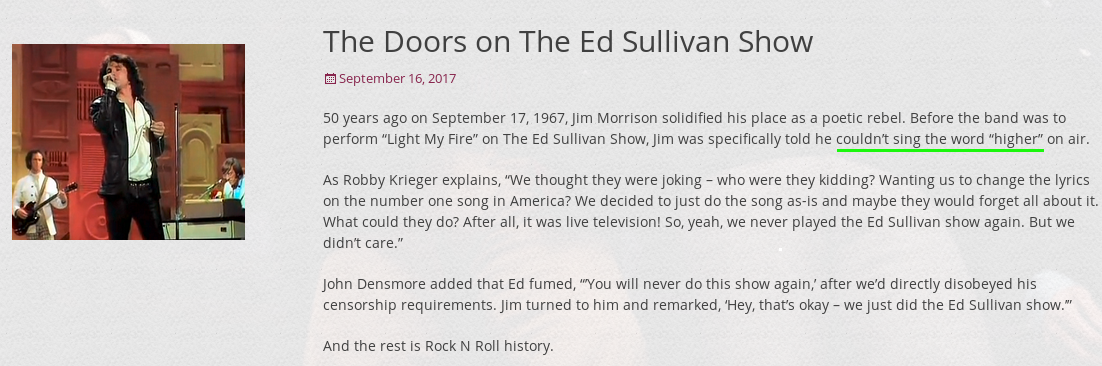 The Doors on The Ed Sullivan Show
September 16, 2017
50 years ago on September 17, 1967, Jim Morrison solidified his place as a poetic rebel. Before the band was to
perform “Light My Fire” on The Ed Sullivan Show, Jim was specifically told he couldn’t sing the word “higher” on air.
As Robby Krieger explains, “We thought they were joking – who were they kidding? Wanting us to change the lyrics
on the number one song in America? We decided to just do the song as-is and maybe they would forget all about it.
What could they do? After all, it was live television! So, yeah, we never played the Ed Sullivan show again. But we
didn’t care.”
John Densmore added that Ed fumed, “’You will never do this show again,’ after we’d directly disobeyed his
censorship requirements. Jim turned to him and remarked, ‘Hey, that’s okay – we just did the Ed Sullivan show.’”
And the rest is Rock N Roll history.